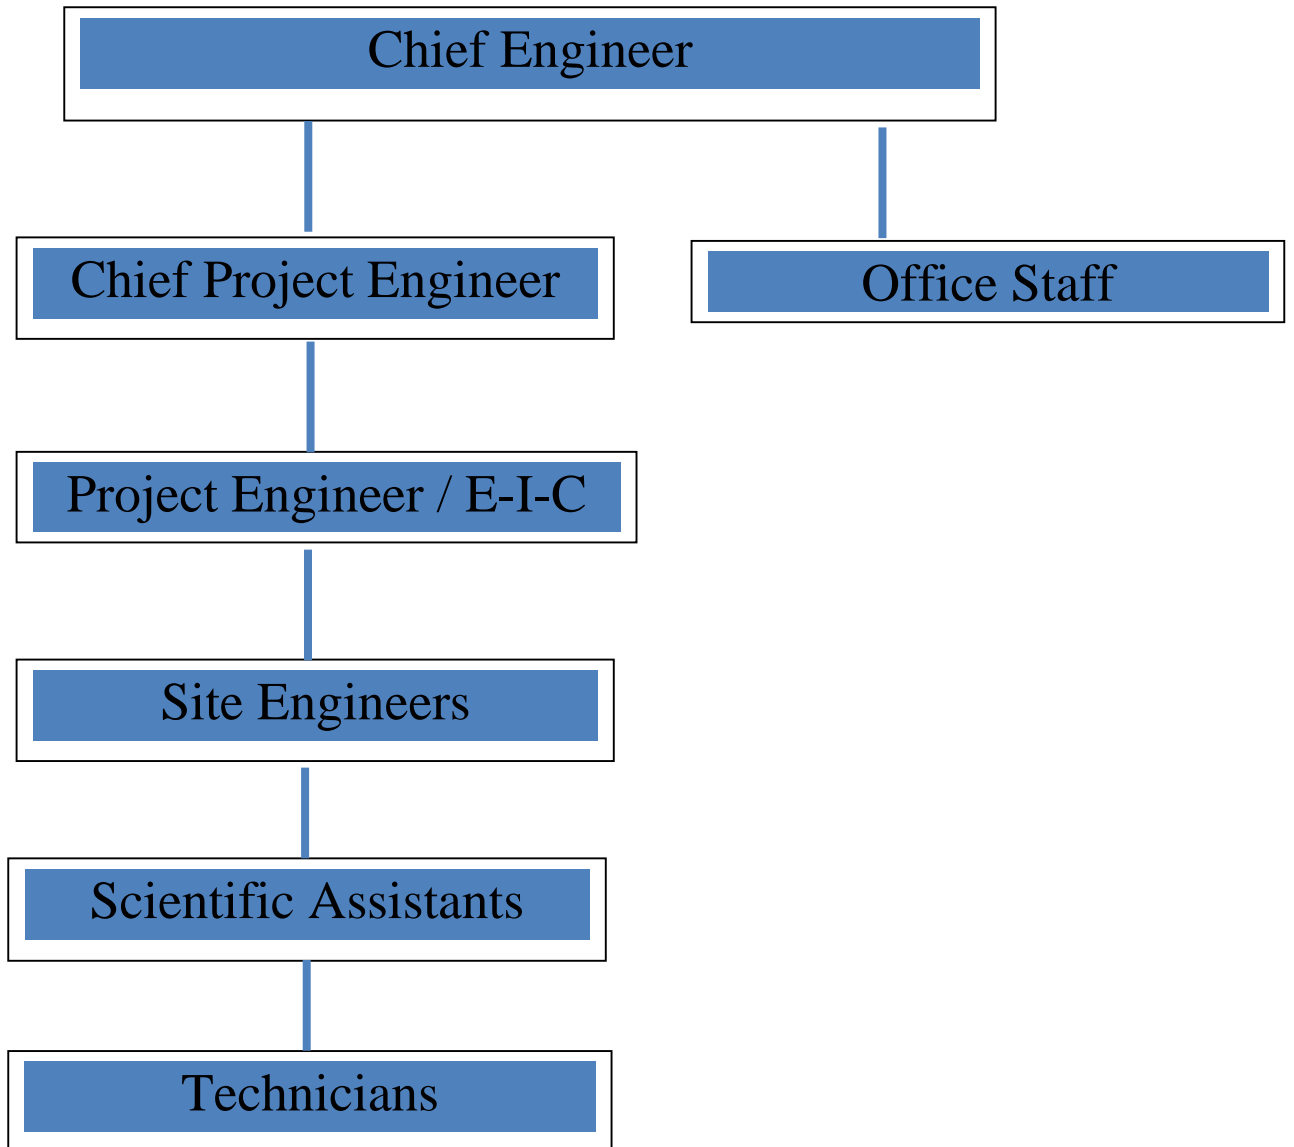 Chief Engineer
Chief Project Engineer
Office Staff
Project Engineer / E-I-C
Site Engineers
Scientific Assistants
Technicians